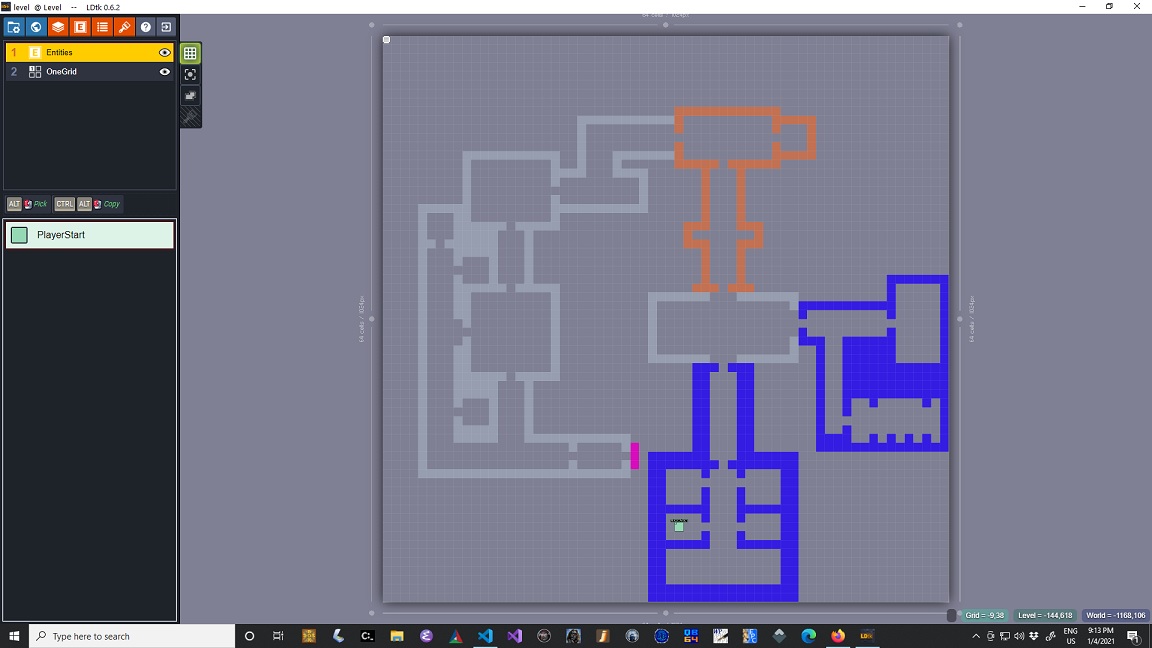 level @ Level -- LDtk 0.6.2
64 cells / 1024px
1 E Entities
2 OneGrid
ALT Pick CTRL ALT Copy
PlayerStart
64 cells / 1024px
64 cells / 1024px
Grid = -9,38 Level = -144,618 World = -1168,106
Type here to search
ENG
US
9:13 PM
1/4/2021